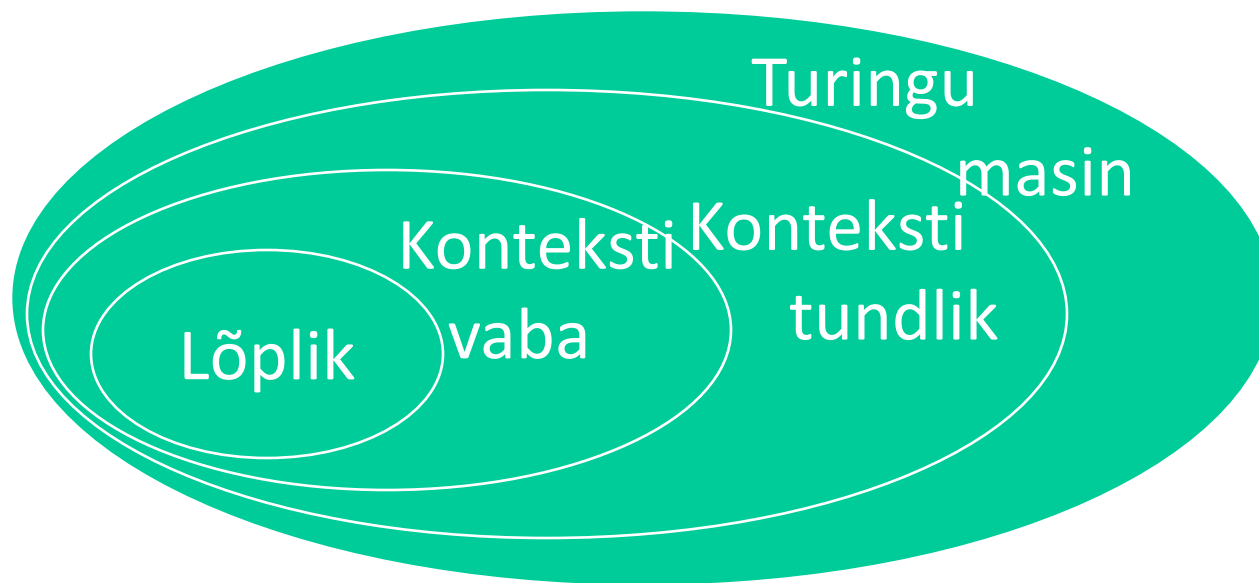 Turingu
masin
Konteksti
tundlik
Konteksti
vaba
Lõplik